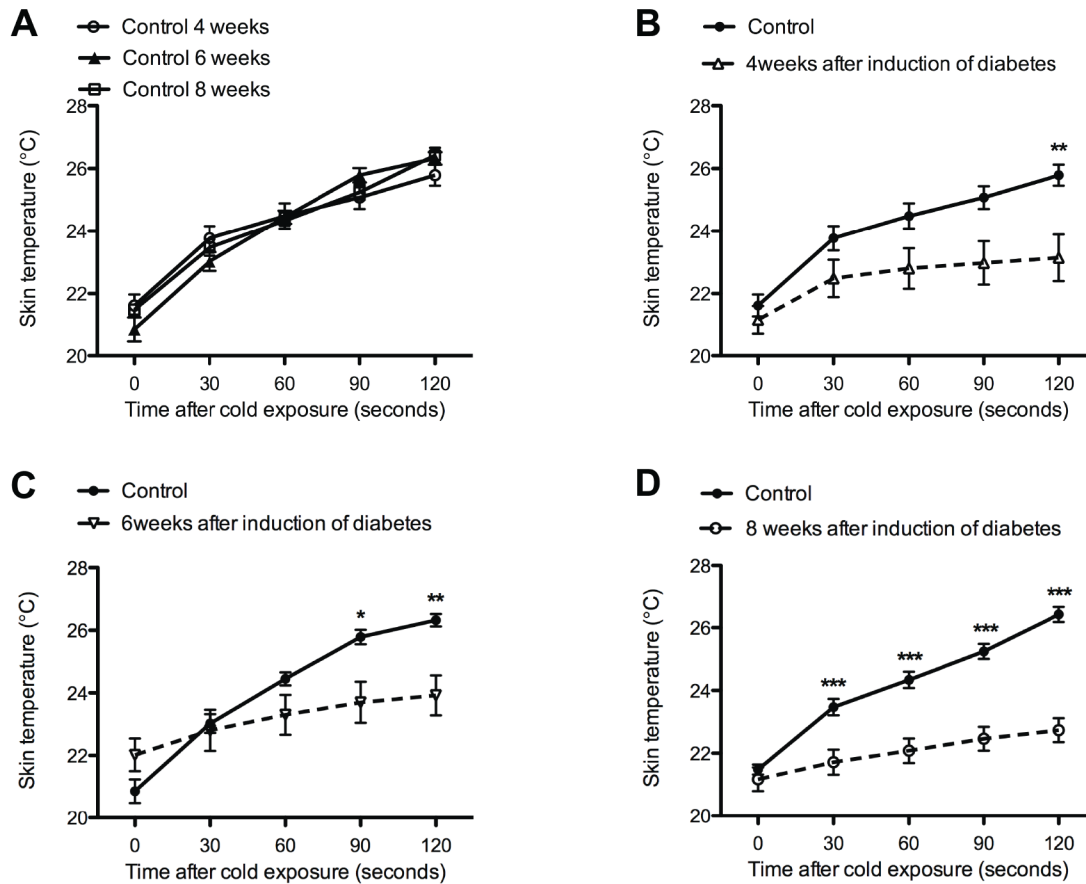 A
Control 4 weeks
Control 6 weeks
Control 8 weeks
28
26
24
22
20
Skin temperature (°C)
0 30 60 90 120
Time after cold exposure (seconds)
B
Control
4weeks after induction of diabetes
28
26
24
22
20
Skin temperature (°C)
**
0 30 60 90 120
Time after cold exposure (seconds)
C
Control
6weeks after induction of diabetes
28
26
24
22
20
Skin temperature (°C)
* **
0 30 60 90 120
Time after cold exposure (seconds)
D
Control
8 weeks after induction of diabetes
28
26
24
22
20
Skin temperature (°C)
*** *** *** ***
0 30 60 90 120
Time after cold exposure (seconds)